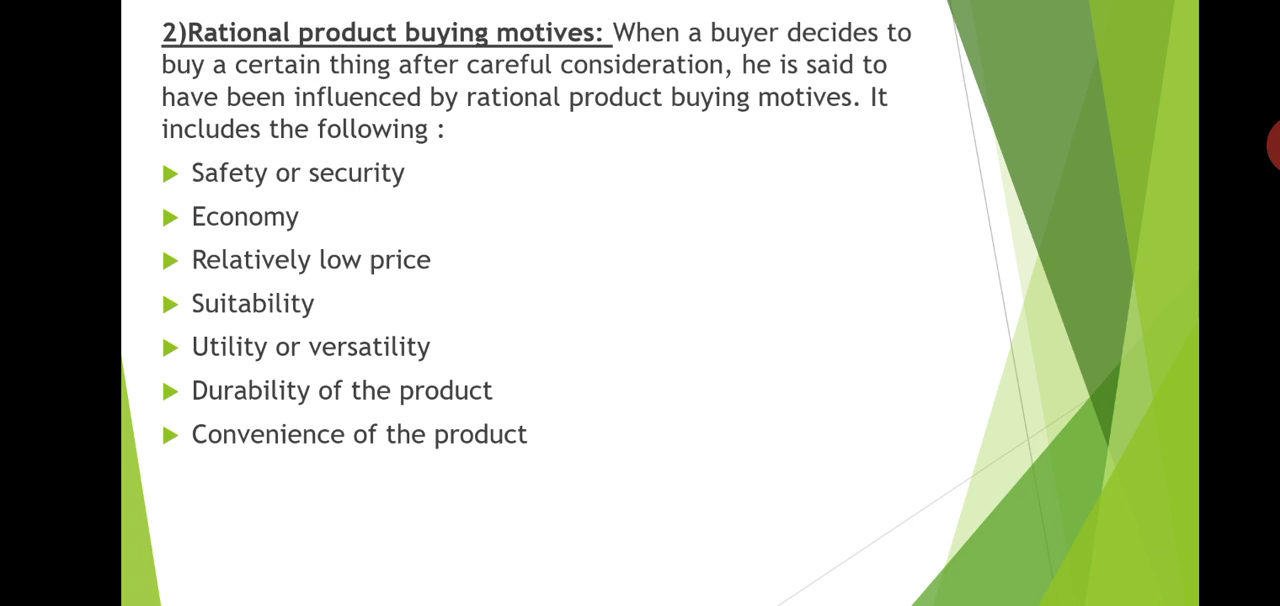 2)Rational product buying motives: When a buyer decides to
buy a certain thing after careful consideration, he is said to
have been influenced by rational product buying motives. It
includes the following :
Safety or security
Economy
Relatively low price
Suitability
Utility or versatility
Durability of the product
Convenience of the product